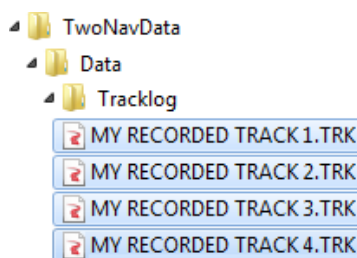 TwoNavData
Data
Tracklog
MY RECORDED TRACK 1.TRK
MY RECORDED TRACK 2.TRK
MY RECORDED TRACK 3.TRK
MY RECORDED TRACK 4.TRK